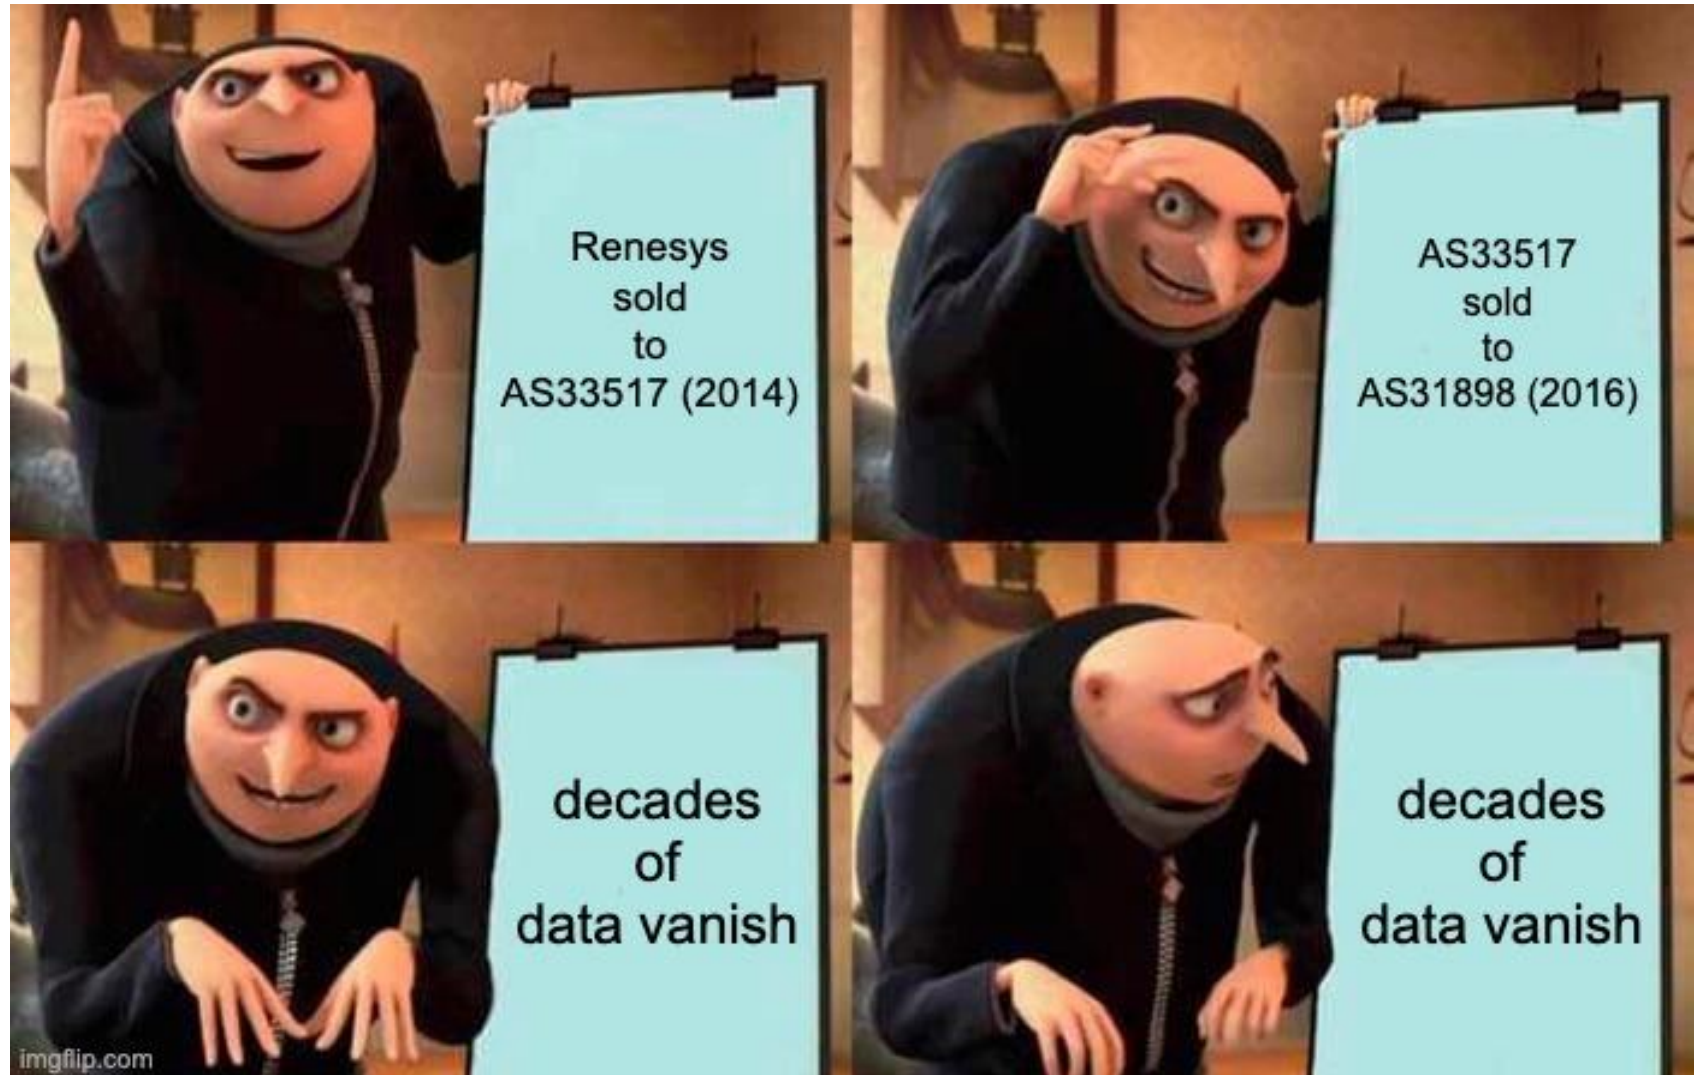 Renesys
sold
to
AS33517 (2014)
AS33517
sold
to
AS31898 (2016)
decades
of
data vanish
decades
of
data vanish
imgflip.com